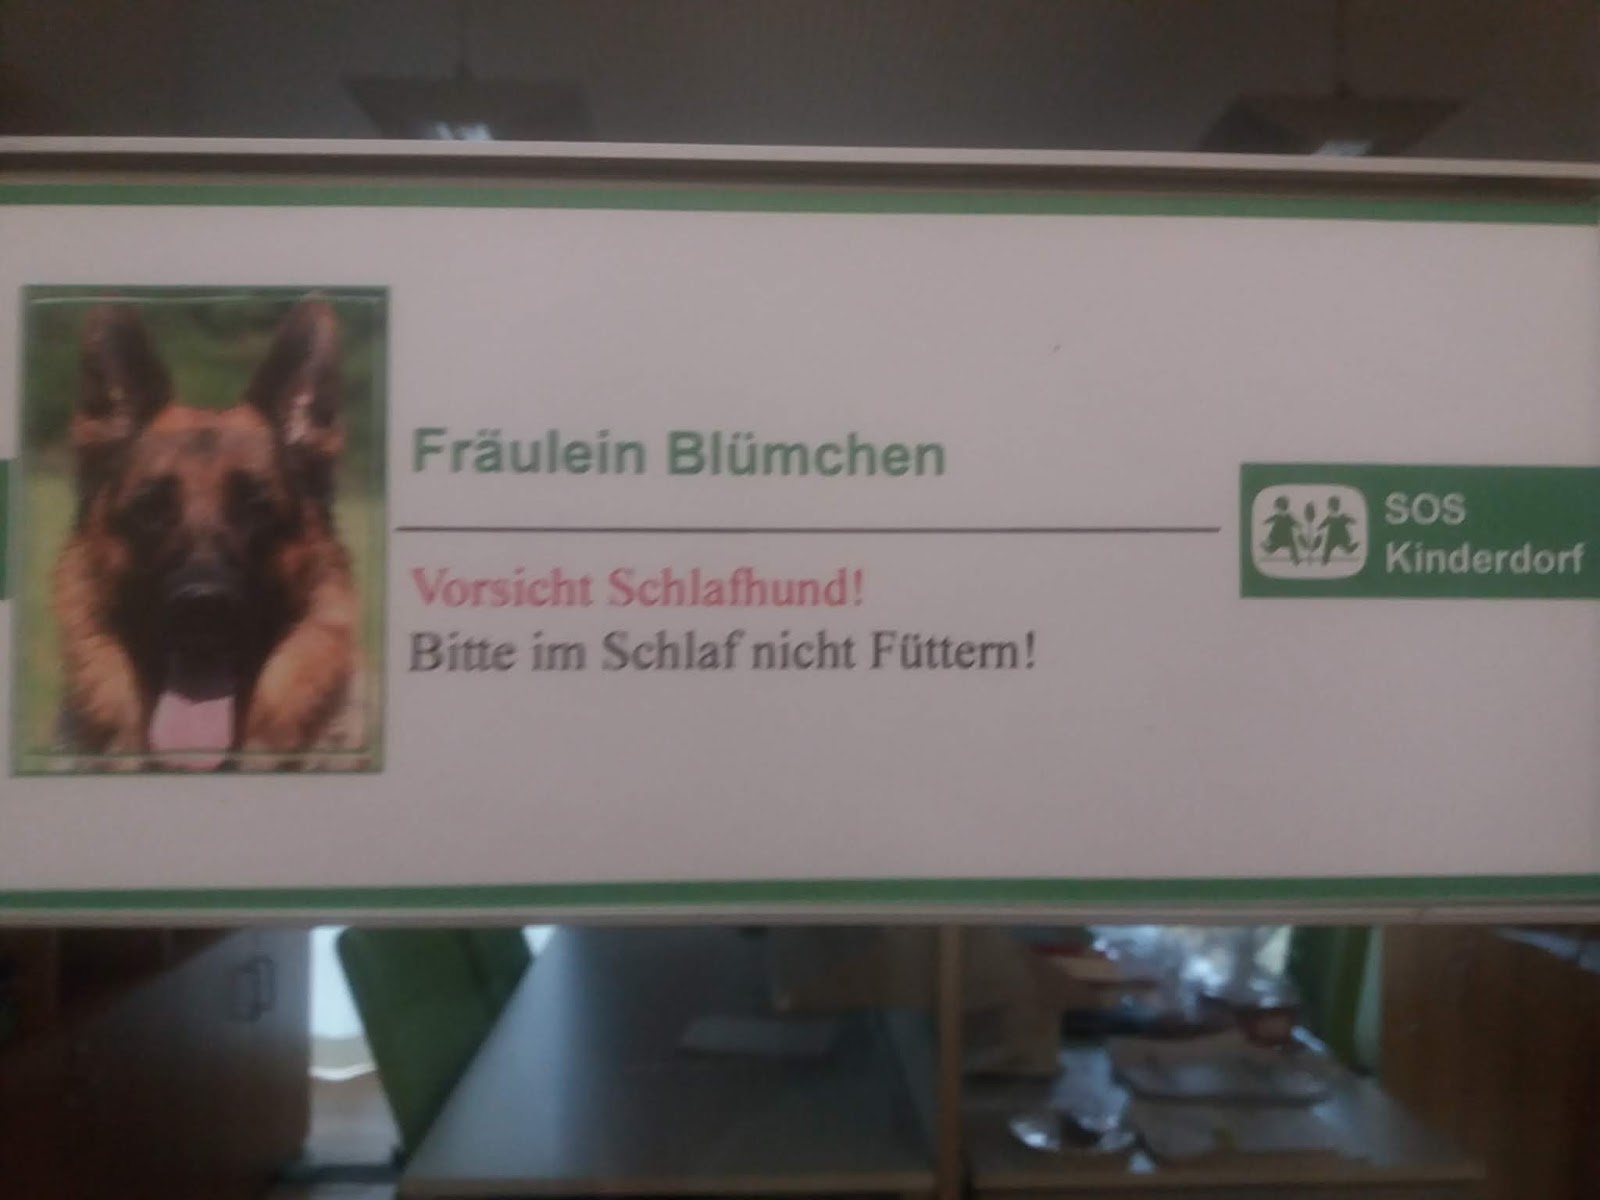 Fräulein Blümchen
Vorsicht Schlafhund!
Bitte im Schlaf nicht Füttern!
SOS
Kinderdorf